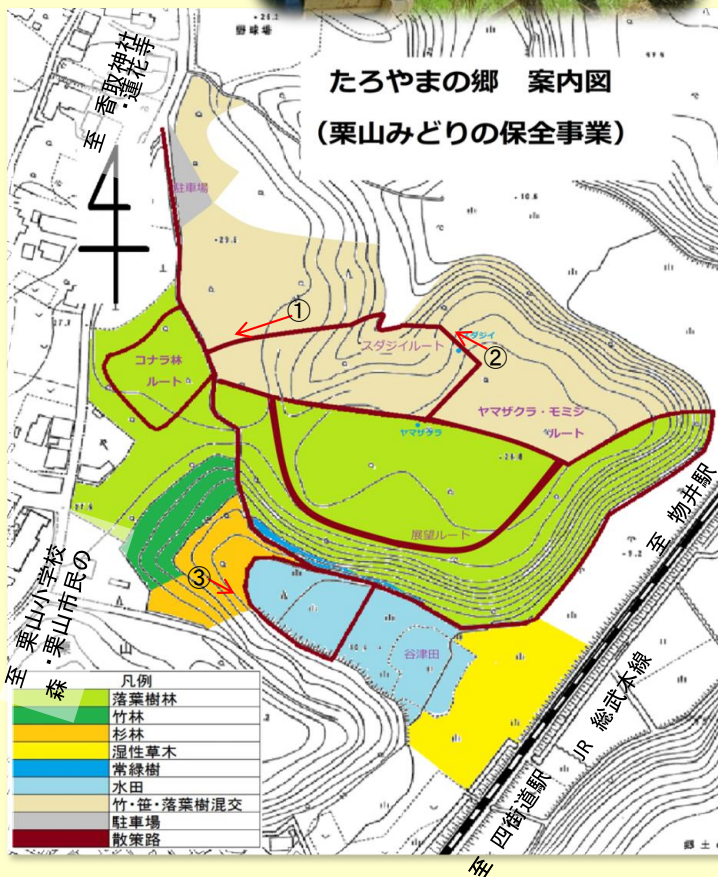 野球場
たろやまの郷 案内図
（栗山みどりの保全事業）
至 香取神社
・蓮花寺
駐車場
①
スダジイ
スダジイルート
②
コナラ林
ルート
ヤマザクラ・モミジ
ルート
ヤマザクラ
展望ルート
至 物井駅
③
谷津田
至 栗山小学校
・栗山市民の
森
山
JR 総武本線
至 四街道駅
凡例
落葉樹林
竹林
杉林
湿性草木
常緑樹
水田
竹・笹・落葉樹混交
駐車場
散策路
郷土の